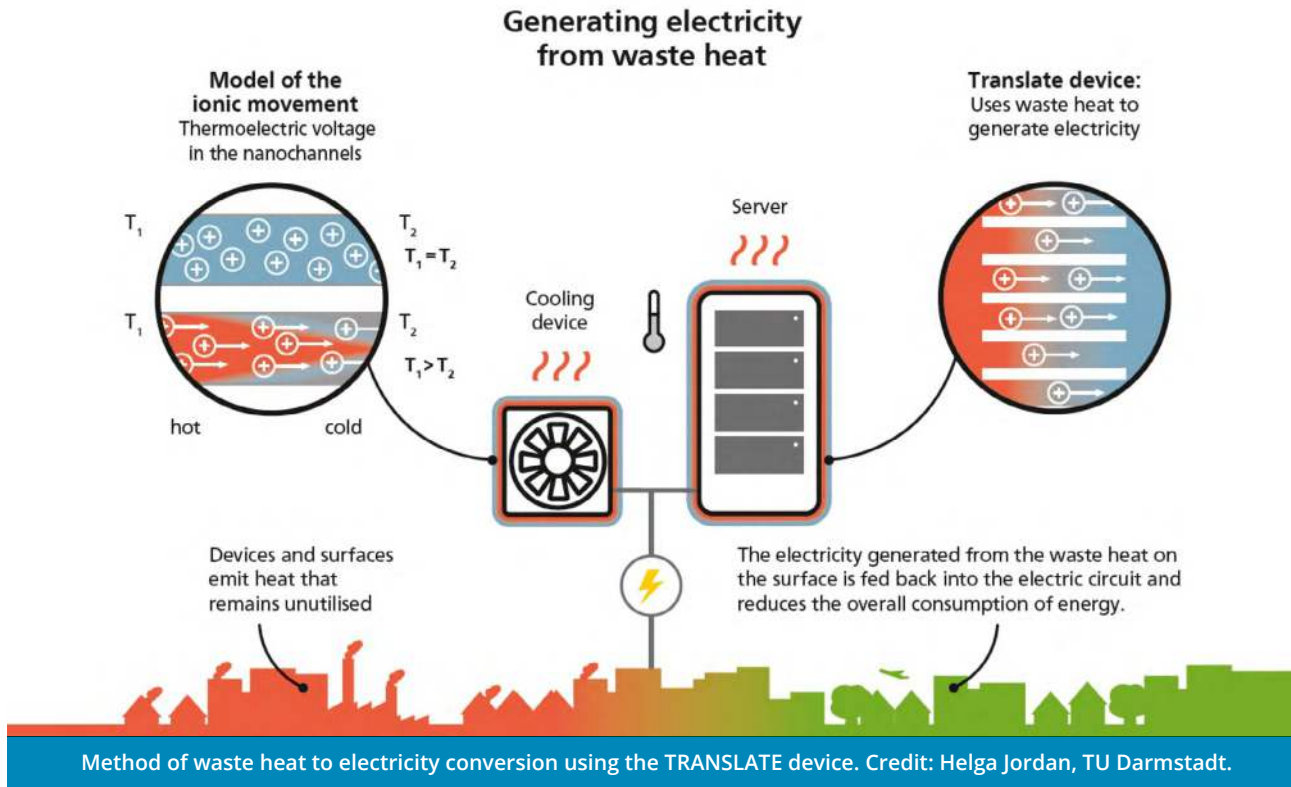 Generating electricity
from waste heat
Model of the
ionic movement
Thermoelectric voltage
in the nanochannels
T₁
T₂
T₁ = T₂
T₁
T₂
T₁ > T₂
hot
cold
Cooling
device
Server
Translate device:
Uses waste heat to
generate electricity
Devices and surfaces
emit heat that
remains unutilised
The electricity generated from the waste heat on
the surface is fed back into the electric circuit and
reduces the overall consumption of energy.
Method of waste heat to electricity conversion using the TRANSLATE device. Credit: Helga Jordan, TU Darmstadt.